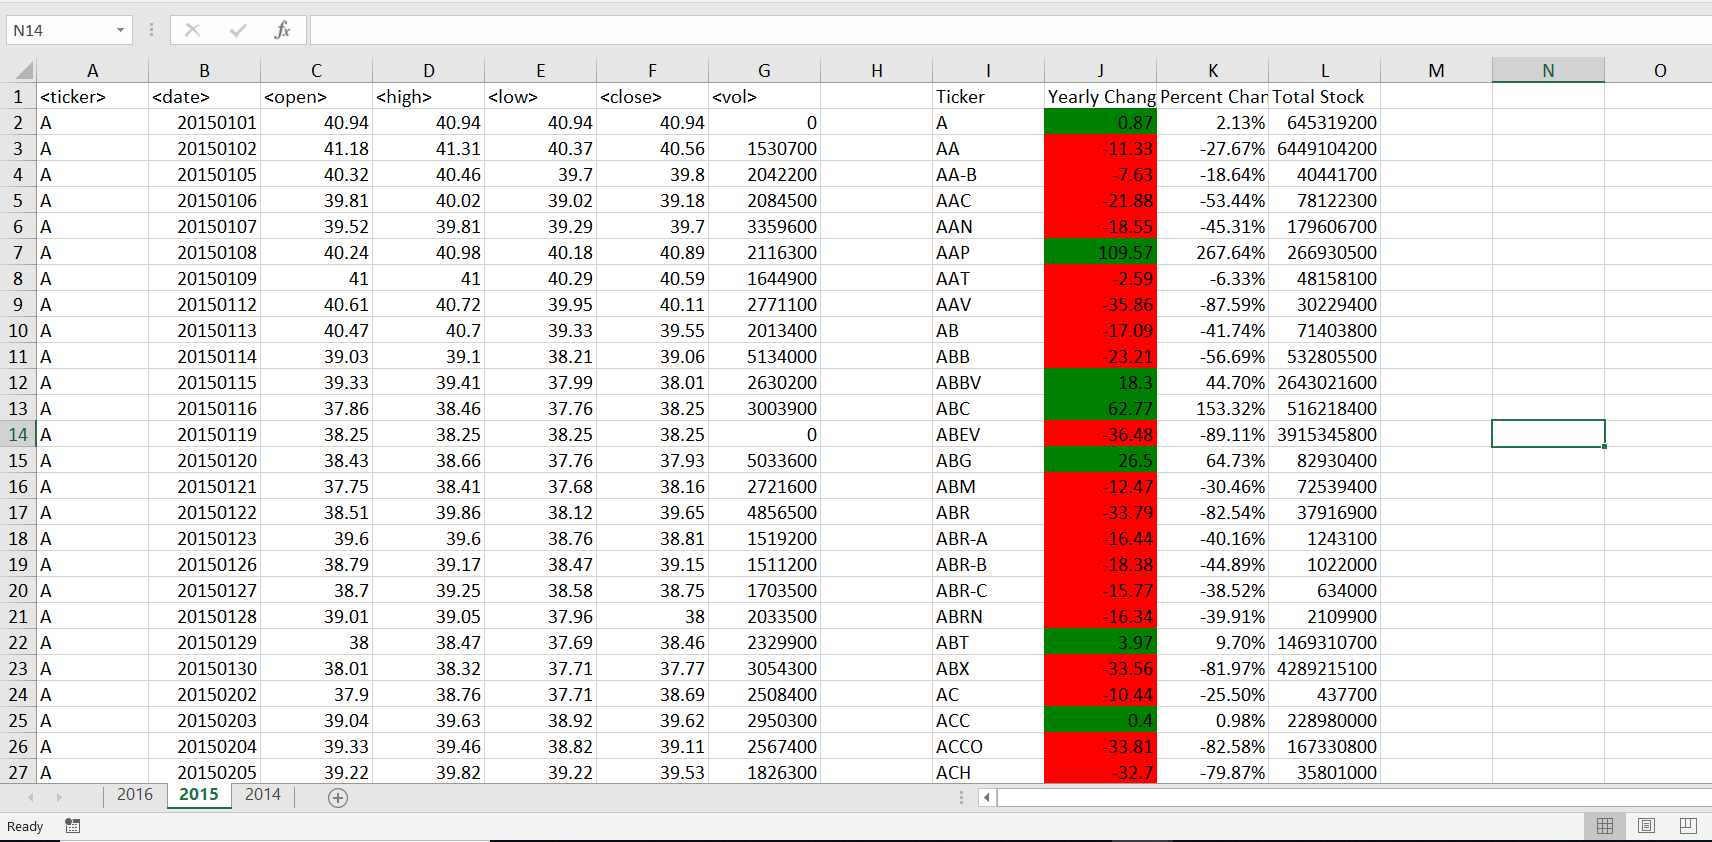 N14 fx
A B C D E F G H I J K L M N O
1 <ticker> <date> <open> <high> <low> <close> <vol> Ticker Yearly Chang Percent Chan Total Stock
2 A 20150101 40.94 40.94 40.94 40.94 0 A 0.87 2.13% 645319200
3 A 20150102 41.18 41.31 40.37 40.56 1530700 AA -11.33 -27.67% 6449104200
4 A 20150105 40.32 40.46 39.7 39.8 2042200 AA-B -7.63 -18.64% 40441700
5 A 20150106 39.81 40.02 39.02 39.18 2084500 AAC -21.88 -53.44% 78122300
6 A 20150107 39.52 39.81 39.29 39.7 3359600 AAN -18.55 -45.31% 179606700
7 A 20150108 40.24 40.98 40.18 40.89 2116300 AAP 109.57 267.64% 266930500
8 A 20150109 41 41 40.29 40.59 1644900 AAT -2.59 -6.33% 48158100
9 A 20150112 40.61 40.72 39.95 40.11 2771100 AAV -35.86 -87.59% 30229400
10 A 20150113 40.47 40.7 39.33 39.55 2013400 AB -17.09 -41.74% 71403800
11 A 20150114 39.03 39.1 38.21 39.06 5134000 ABB -23.21 -56.69% 532805500
12 A 20150115 39.33 39.41 37.99 38.01 2630200 ABBV 18.3 44.70% 2643021600
13 A 20150116 37.86 38.46 37.76 38.25 3003900 ABC 62.77 153.32% 516218400
14 A 20150119 38.25 38.25 38.25 38.25 0 ABEV -36.48 -89.11% 3915345800
15 A 20150120 38.43 38.66 37.76 37.93 5033600 ABG 26.5 64.73% 82930400
16 A 20150121 37.75 38.41 37.68 38.16 2721600 ABM -12.47 -30.46% 72539400
17 A 20150122 38.51 39.86 38.12 39.65 4856500 ABR -33.79 -82.54% 37916900
18 A 20150123 39.6 39.6 38.76 38.81 1519200 ABR-A -16.44 -40.16% 1243100
19 A 20150126 38.79 39.17 38.47 39.15 1511200 ABR-B -18.38 -44.89% 1022000
20 A 20150127 38.7 39.25 38.58 38.75 1703500 ABR-C -15.77 -38.52% 634000
21 A 20150128 39.01 39.05 37.96 38 2033500 ABRN -16.34 -39.91% 2109900
22 A 20150129 38 38.47 37.69 38.46 2329900 ABT 3.97 9.70% 1469310700
23 A 20150130 38.01 38.32 37.71 37.77 3054300 ABX -33.56 -81.97% 4289215100
24 A 20150202 37.9 38.76 37.71 38.69 2508400 AC -10.44 -25.50% 437700
25 A 20150203 39.04 39.63 38.92 39.62 2950300 ACC 0.4 0.98% 228980000
26 A 20150204 39.33 39.46 38.82 39.11 2567400 ACCO -33.81 -82.58% 167330800
27 A 20150205 39.22 39.82 39.22 39.53 1826300 ACH -32.7 -79.87% 35801000
2016 2015 2014
Ready